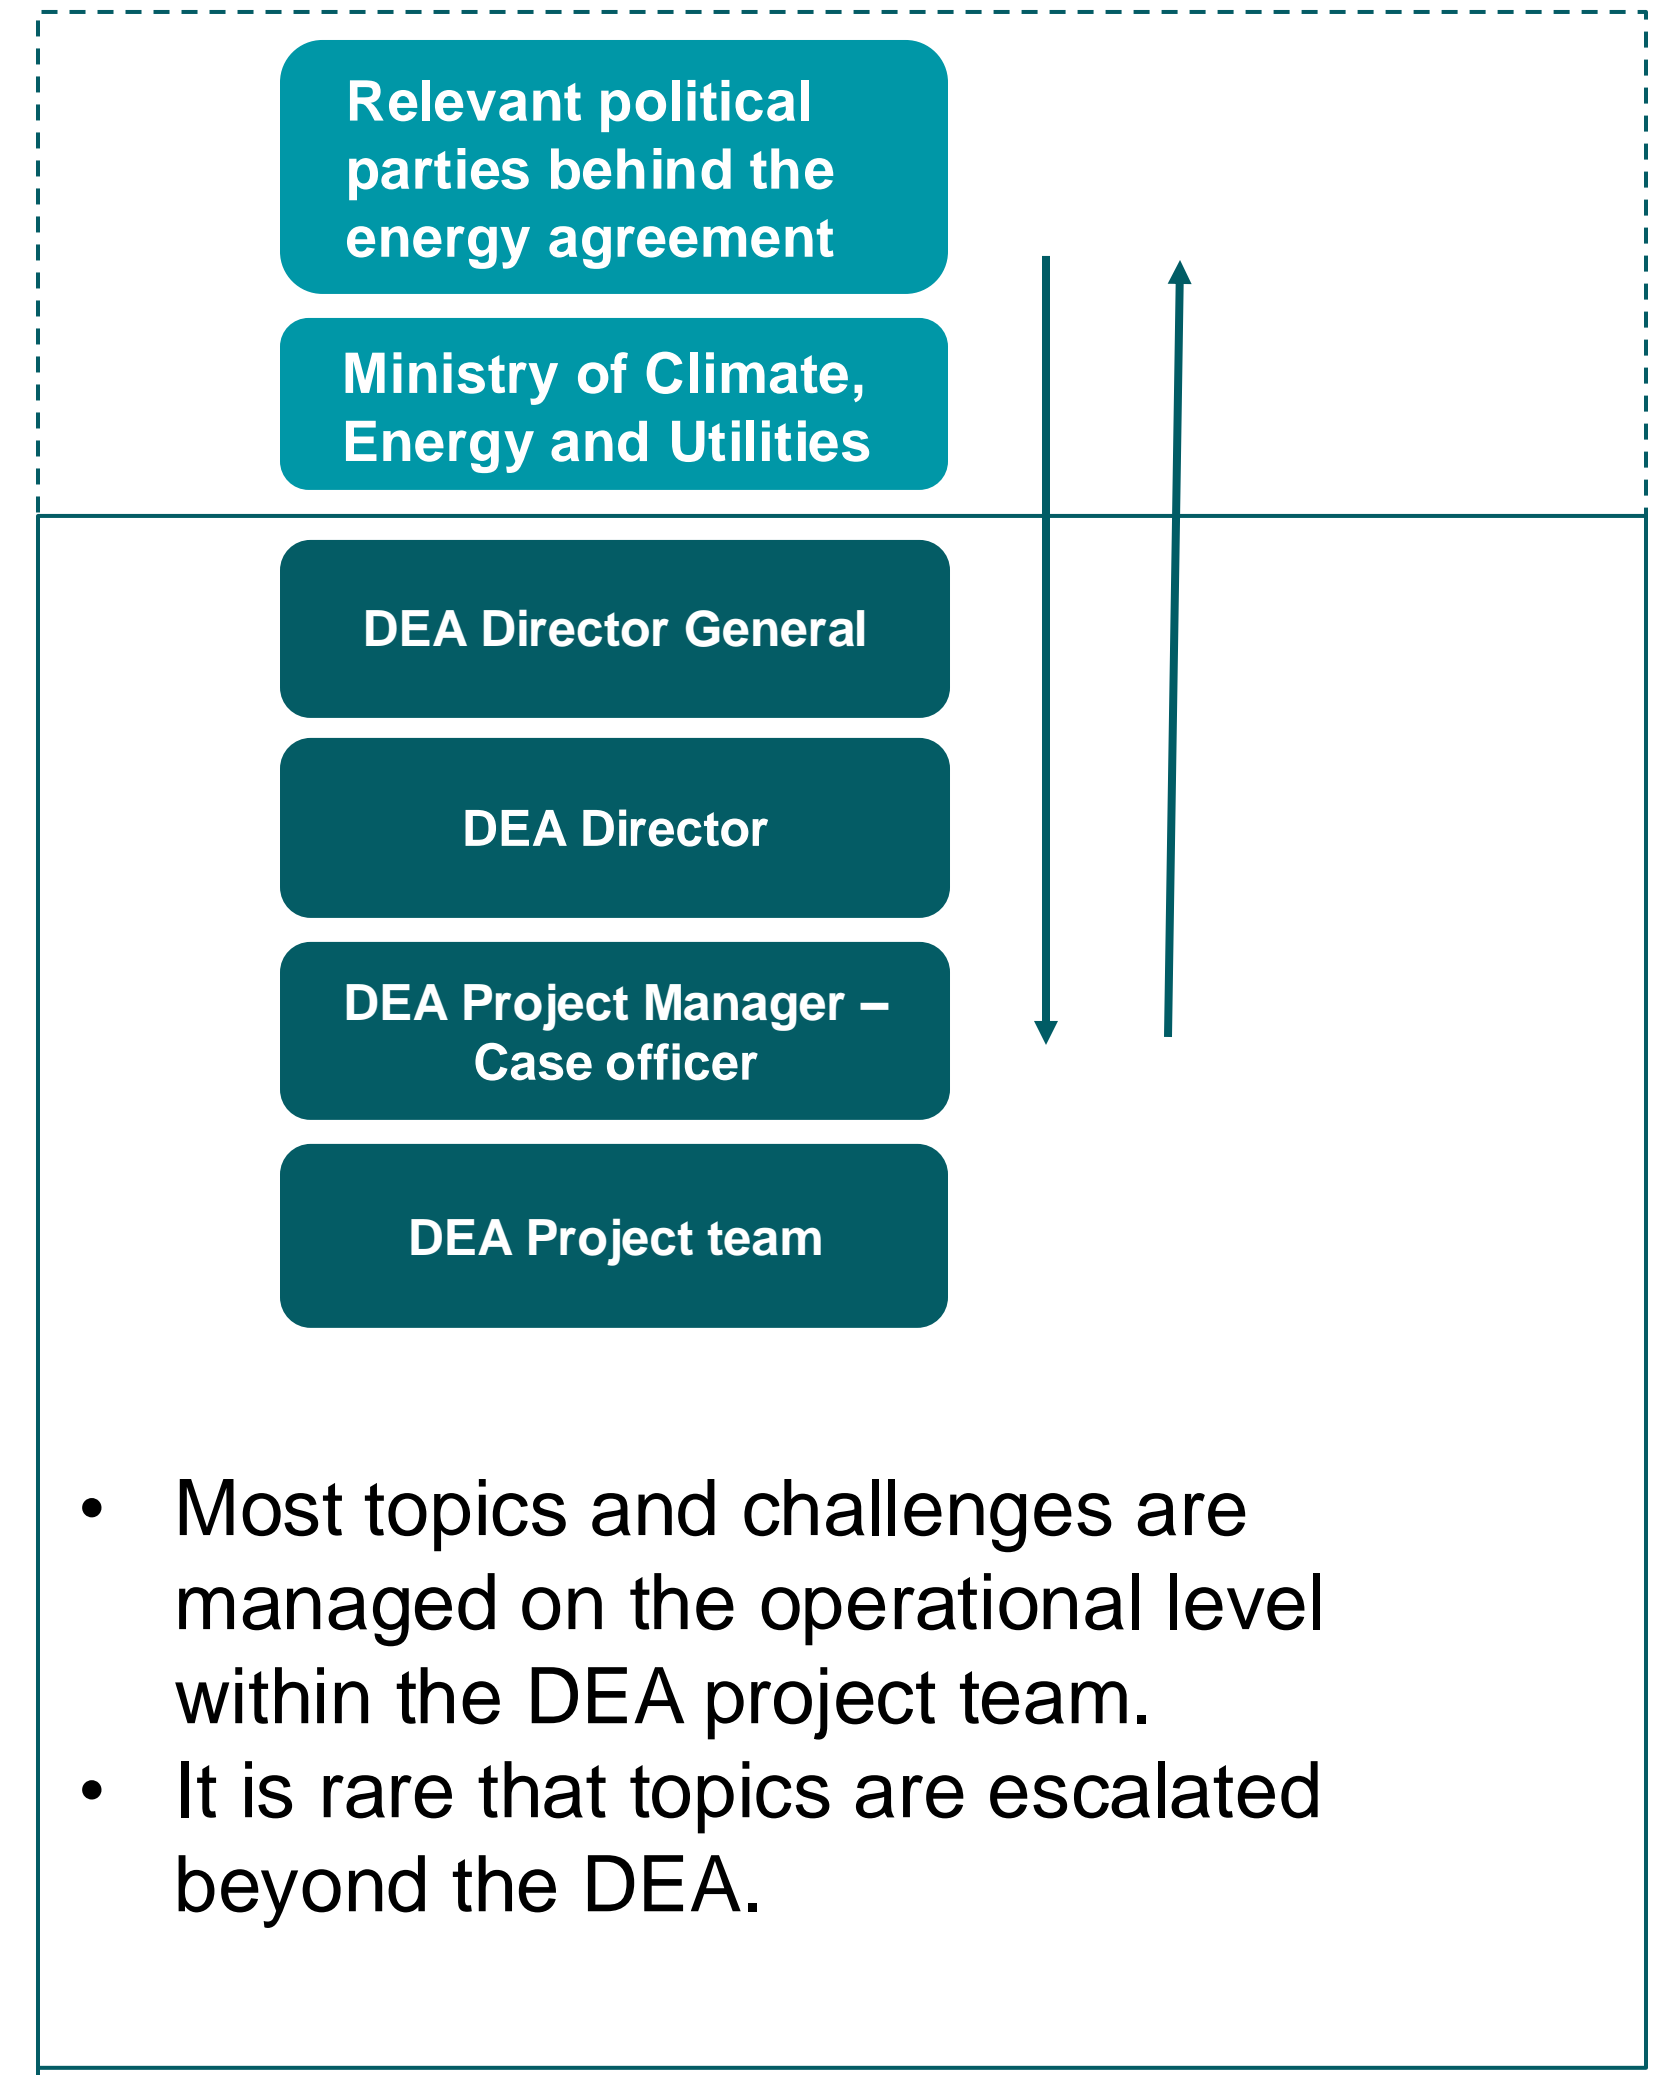 Relevant political
parties behind the
energy agreement
Ministry of Climate,
Energy and Utilities
DEA Director General
DEA Director
DEA Project Manager –
Case officer
DEA Project team
• Most topics and challenges are
managed on the operational level
within the DEA project team.
• It is rare that topics are escalated
beyond the DEA.